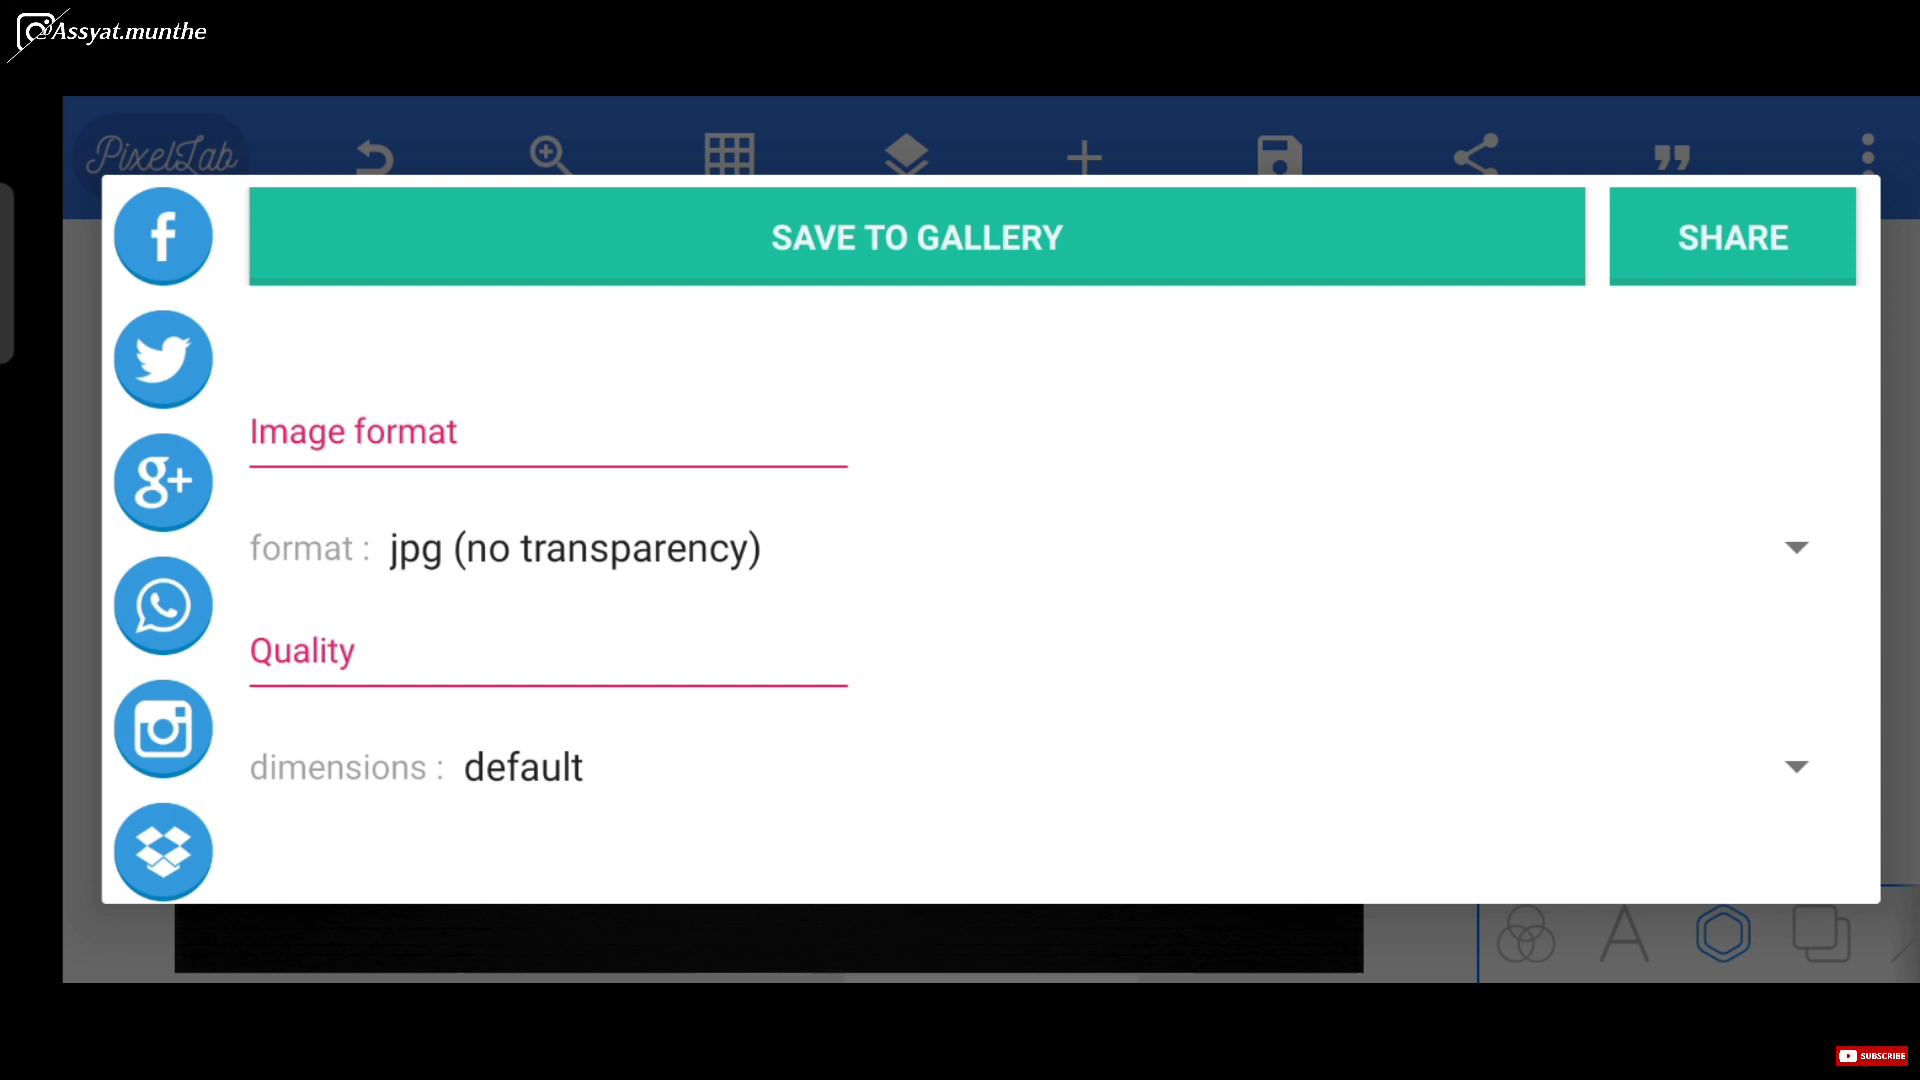 @Assyat.munthe
PixelLab
SAVE TO GALLERY
SHARE
Image format
format : jpg (no transparency)
Quality
dimensions : default
SUBSCRIBE